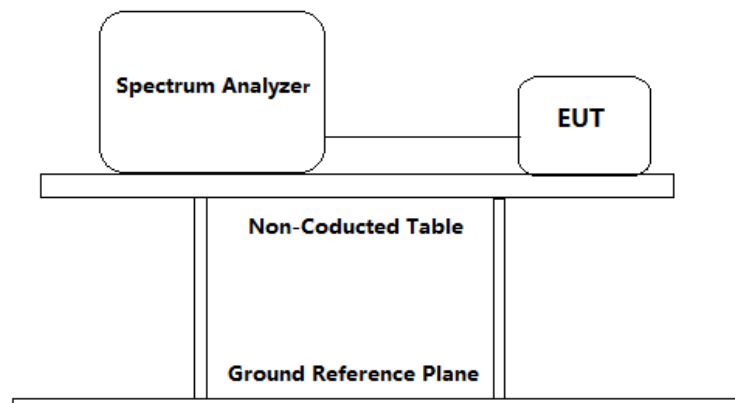 Spectrum Analyzer
EUT
Non-Coducted Table
Ground Reference Plane